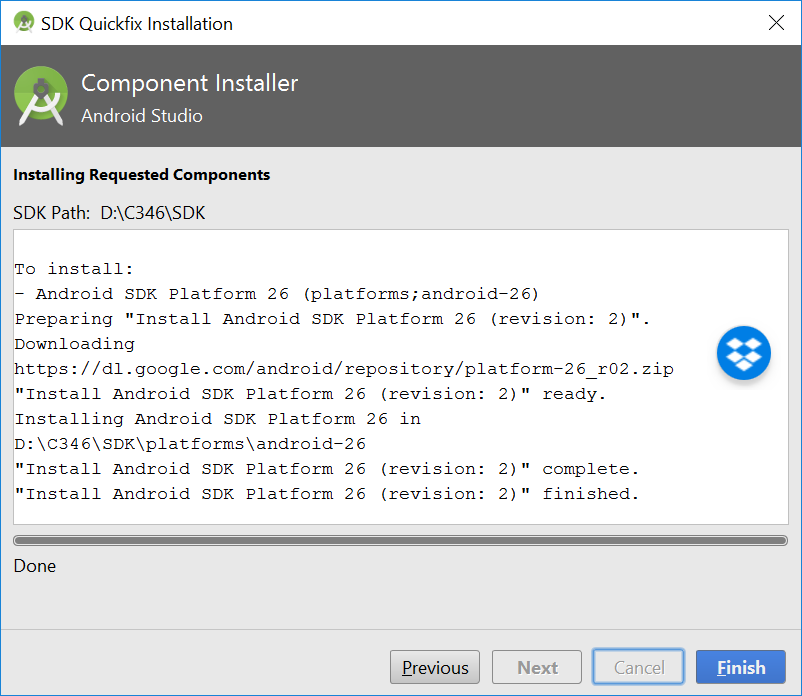 SDK Quickfix Installation
Component Installer
Android Studio
Installing Requested Components
SDK Path: D:\C346\SDK
To install:
- Android SDK Platform 26 (platforms;android-26)
Preparing "Install Android SDK Platform 26 (revision: 2)".
Downloading
https://dl.google.com/android/repository/platform-26_r02.zip
"Install Android SDK Platform 26 (revision: 2)" ready.
Installing Android SDK Platform 26 in
D:\C346\SDK\platforms\android-26
"Install Android SDK Platform 26 (revision: 2)" complete.
"Install Android SDK Platform 26 (revision: 2)" finished.
Done
Previous Next Cancel Finish